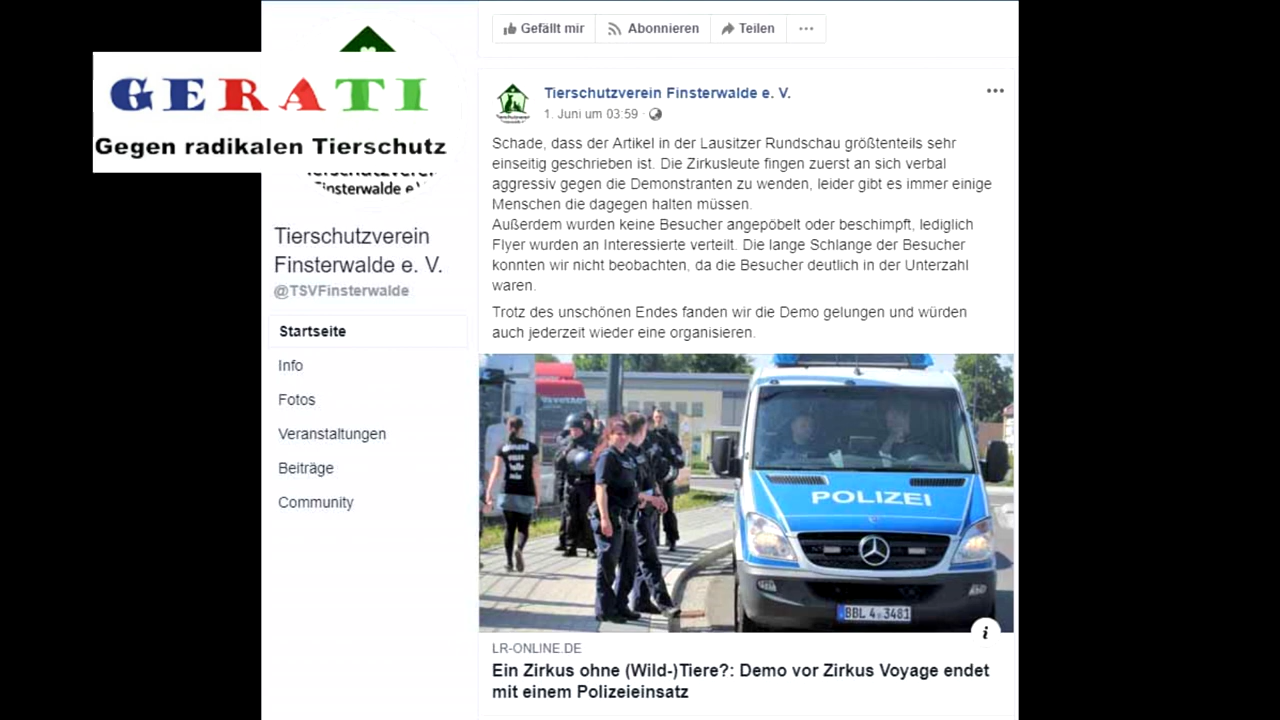 Gefällt mir
Abonnieren
Teilen
GERATI
Gegen radikalen Tierschutz
Finsterwalde e.V.
Tierschutzverein
Finsterwalde e. V.
@TSVFinsterwalde
Startseite
Info
Fotos
Veranstaltungen
Beiträge
Community
Tierschutzverein Finsterwalde e. V.
1. Juni um 03:59 ·
Schade, dass der Artikel in der Lausitzer Rundschau größtenteils sehr
einseitig geschrieben ist. Die Zirkusleute fingen zuerst an sich verbal
aggressiv gegen die Demonstranten zu wenden, leider gibt es immer einige
Menschen die dagegen halten müssen.
Außerdem wurden keine Besucher angepöbelt oder beschimpft, lediglich
Flyer wurden an Interessierte verteilt. Die lange Schlange der Besucher
konnten wir nicht beobachten, da die Besucher deutlich in der Unterzahl
waren.
Trotz des unschönen Endes fanden wir die Demo gelungen und würden
auch jederzeit wieder eine organisieren.
POLIZEI
BBL 4 3481
i
LR-ONLINE.DE
Ein Zirkus ohne (Wild-)Tiere?: Demo vor Zirkus Voyage endet
mit einem Polizeieinsatz